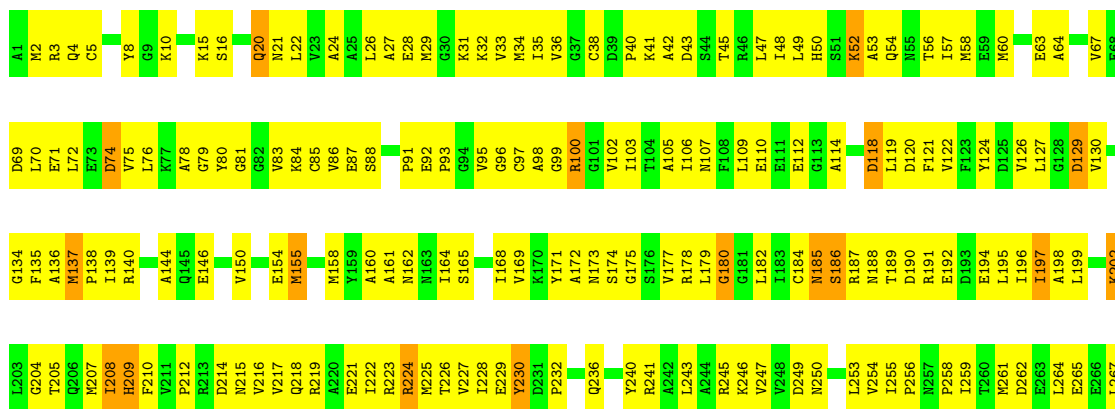 A1 M2 R3 Q4 C5 Y8 G9 K10 K15 S16 Q20 N21 L22 V23 A24 A25 L26 A27 E28 M29 G30 K31 K32 V33 M34 I35 V36 G37 C38 D39 P40 K41 A42 D43 S44 T45 R46 L47 I48 L49 H50 S51 K52 A53 Q54 N55 T56 I57 M58 E59 M60 E63 A64 V67 E68
D69 L70 E71 L72 E73 D74 V75 L76 K77 A78 G79 Y80 G81 G82 V83 K84 C85 V86 E87 S88 P91 E92 P93 G94 V95 G96 C97 A98 G99 R100 G101 V102 I103 T104 A105 I106 N107 F108 L109 E110 E111 E112 G113 A114 D118 L119 D120 F121 V122 F123 Y124 D125 V126 L127 G128 D129 V130
G134 F135 A136 M137 P138 I139 R140 A144 Q145 E146 V150 E154 M155 M158 Y159 A160 A161 N162 N163 I164 S165 I168 V169 K170 Y171 A172 N173 S174 G175 S176 V177 R178 L179 G180 G181 L182 I183 C184 N185 S186 R187 N188 T189 D190 R191 E192 D193 E194 L195 I196 I197 A198 L199 K202
L203 G204 T205 Q206 M207 I208 H209 F210 V211 P212 R213 D214 N215 V216 V217 Q218 R219 A220 E221 I222 R223 R224 M225 T226 V227 I228 E229 Y230 D231 P232 Q236 Y240 R241 A242 L243 A244 R245 K246 V247 V248 D249 N250 L253 V254 I255 P256 N257 P258 I259 T260 M261 D262 E263 L264 E265 E266